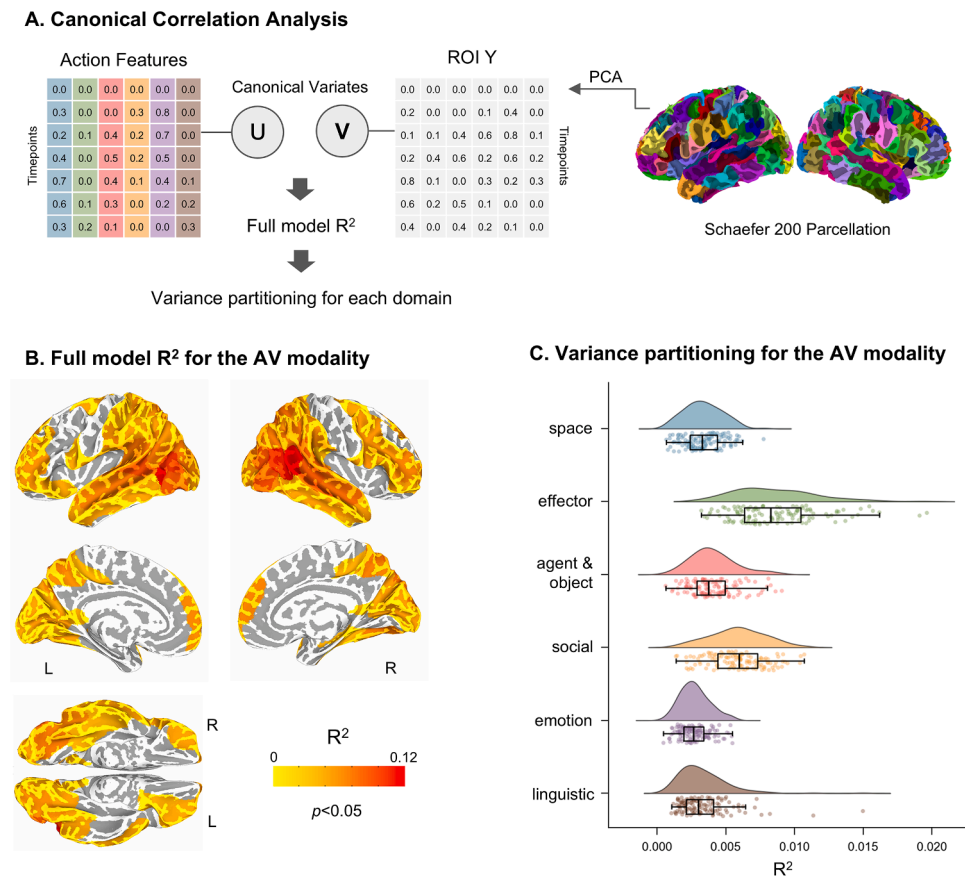 A. Canonical Correlation Analysis
Action Features
Timepoints
0.0 0.0 0.0 0.0 0.0 0.0
0.3 0.0 0.0 0.3 0.8 0.0
0.2 0.1 0.4 0.2 0.7 0.0
0.4 0.0 0.5 0.2 0.5 0.0
0.7 0.0 0.4 0.1 0.4 0.1
0.6 0.1 0.3 0.0 0.2 0.2
0.3 0.2 0.1 0.0 0.0 0.3
Canonical Variates
U
V
Full model R²
Variance partitioning for each domain
ROI Y
0.0 0.0 0.0 0.0 0.0 0.0
0.2 0.0 0.0 0.1 0.4 0.0
0.1 0.1 0.4 0.6 0.8 0.1
0.2 0.4 0.6 0.2 0.6 0.2
0.8 0.1 0.0 0.3 0.2 0.3
0.6 0.2 0.5 0.1 0.0 0.0
0.4 0.0 0.4 0.2 0.1 0.0
Timepoints
PCA
Schaefer 200 Parcellation
B. Full model R² for the AV modality
L
R
R
L
R²
0 0.12
p<0.05
C. Variance partitioning for the AV modality
space
effector
agent &
object
social
emotion
linguistic
0.000 0.005 0.010 0.015 0.020
R²